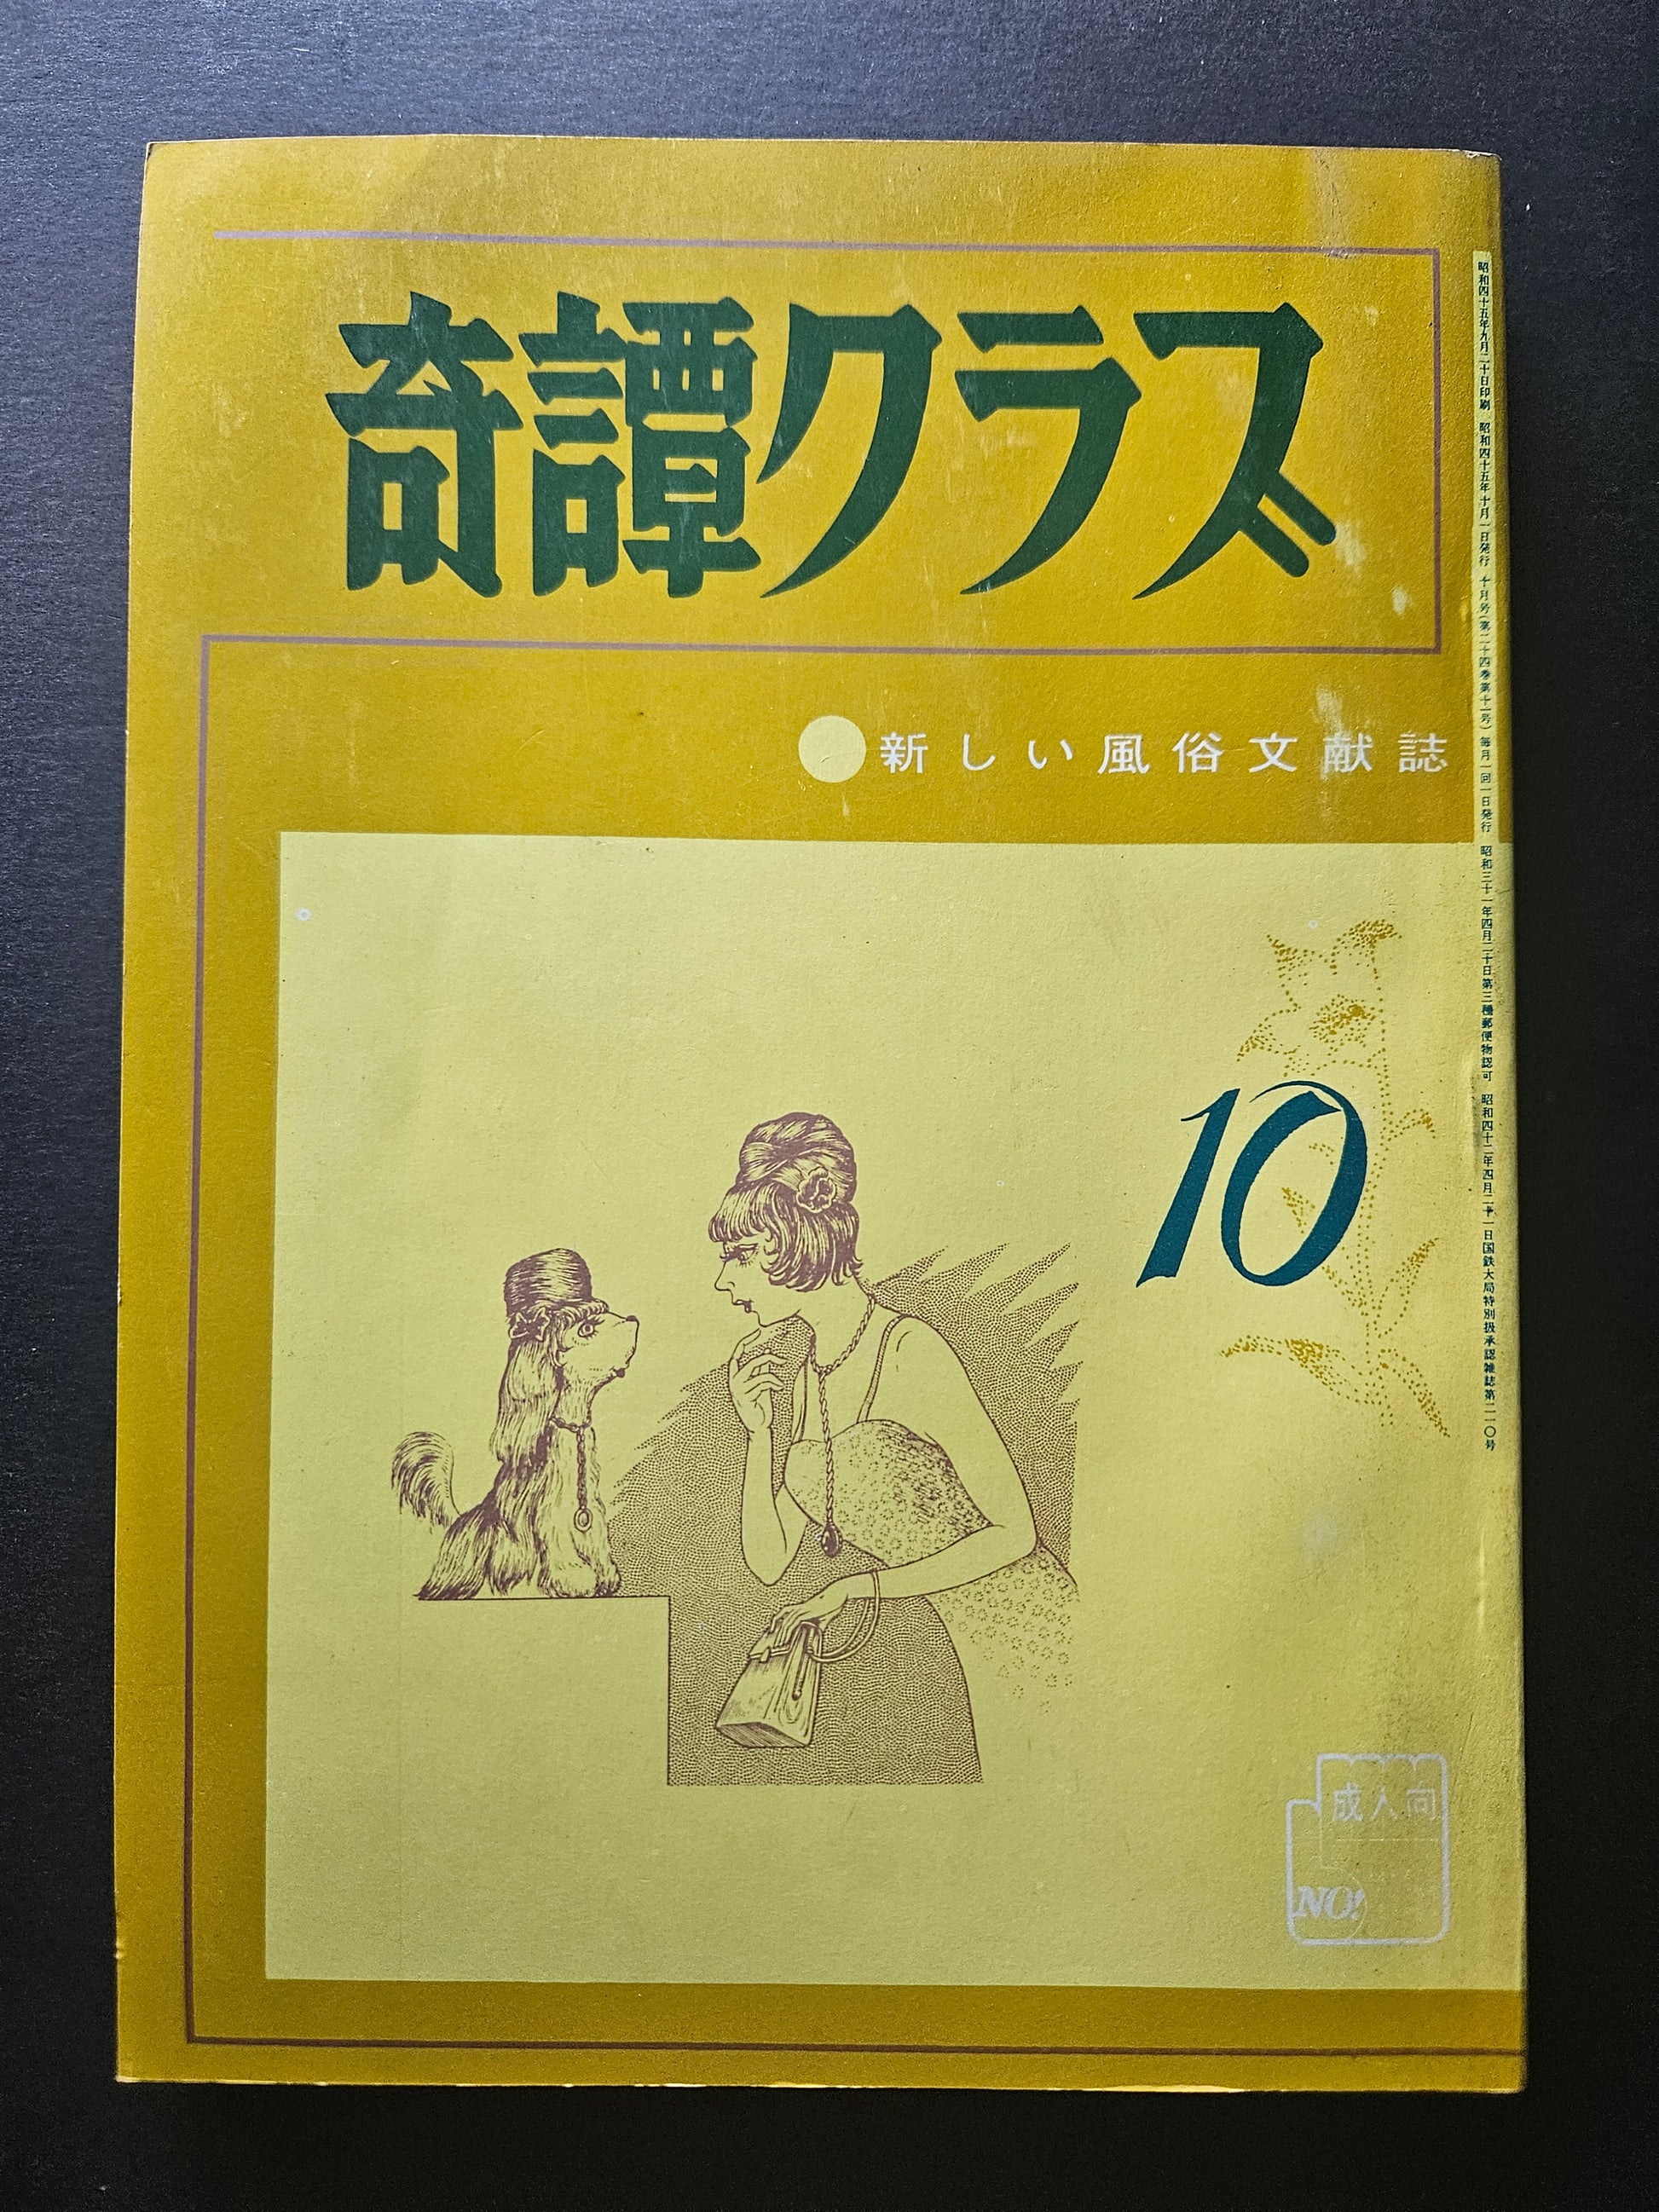 奇譚クラブ
新しい風俗文献誌
10
成人向
NO!
昭和四十五年九月二十日印刷 昭和四十五年十月一日発行 十月号(第二十四巻第十一号) 毎月一回一日発行 昭和三十一年四月二十日第三種郵便物認可 昭和四十二年四月二十一日国鉄大局特別扱承認雑誌第二一〇号